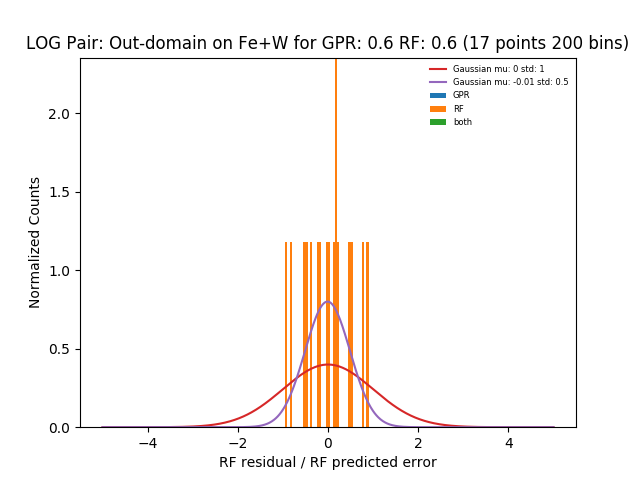 LOG Pair: Out-domain on Fe+W for GPR: 0.6 RF: 0.6 (17 points 200 bins)
Gaussian mu: 0 std: 1
Gaussian mu: -0.01 std: 0.5
GPR
RF
both
Normalized Counts
2.0
1.5
1.0
0.5
0.0
−4 −2 0 2 4
RF residual / RF predicted error